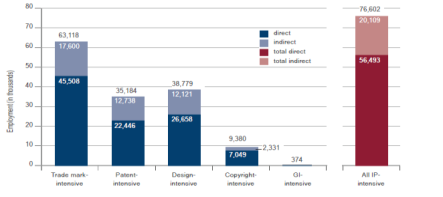 80
70
60
50
40
30
20
10
0
Employment (in thousands)
63,118
17,600
45,508
35,184
12,738
22,446
38,779
12,121
26,658
9,380
2,331
7,049
374
76,602
20,109
56,493
direct
indirect
total direct
total indirect
Trade mark-
intensive
Patent-
intensive
Design-
intensive
Copyright-
intensive
GI-
intensive
All IP-
intensive